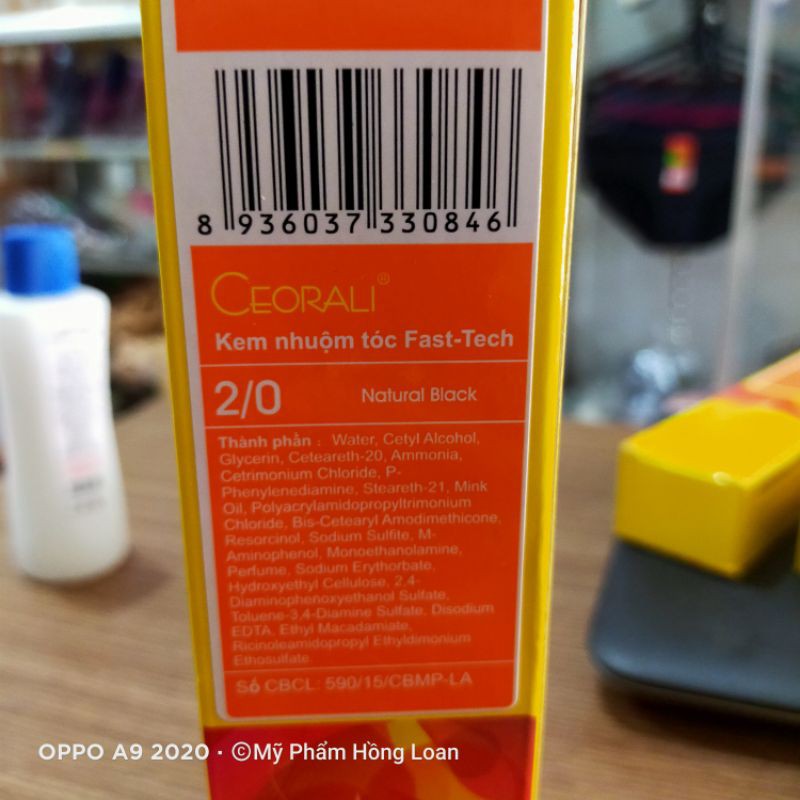 8 936037 330846
CEORALI®
Kem nhuộm tóc Fast-Tech
2/0 Natural Black
Thành phần : Water, Cetyl Alcohol,
Glycerin, Ceteareth-20, Ammonia,
Cetrimonium Chloride, P-
Phenylenediamine, Steareth-21, Mink
Oil, Polyacrylamidopropyltrimonium
Chloride, Bis-Cetearyl Amodimethicone,
Resorcinol, Sodium Sulfite, M-
Aminophenol, Monoethanolamine,
Perfume, Sodium Erythorbate,
Hydroxyethyl Cellulose, 2,4-
Diaminophenoxyethanol Sulfate,
Toluene-3,4-Diamine Sulfate, Disodium
EDTA, Ethyl Macadamiate,
Ricinoleamidopropyl Ethyldimonium
Ethosulfate.
Số CBCL: 590/15/CBMP-LA
OPPO A9 2020 · ©Mỹ Phẩm Hồng Loan